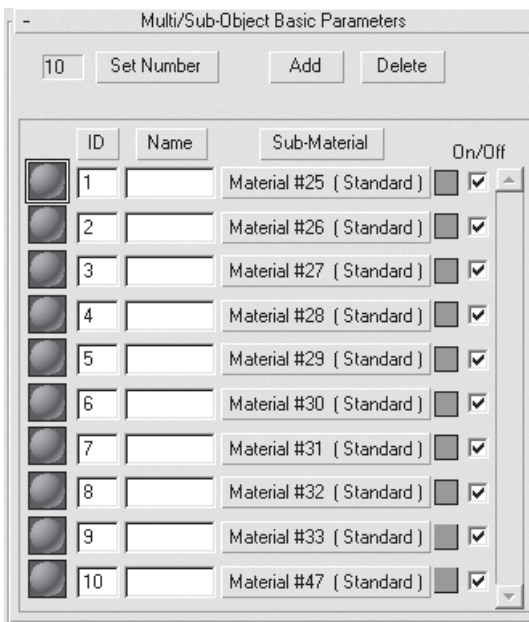 - Multi/Sub-Object Basic Parameters
10 Set Number Add Delete
ID Name Sub-Material On/Off
1 Material #25 ( Standard )
2 Material #26 ( Standard )
3 Material #27 ( Standard )
4 Material #28 ( Standard )
5 Material #29 ( Standard )
6 Material #30 ( Standard )
7 Material #31 ( Standard )
8 Material #32 ( Standard )
9 Material #33 ( Standard )
10 Material #47 ( Standard )